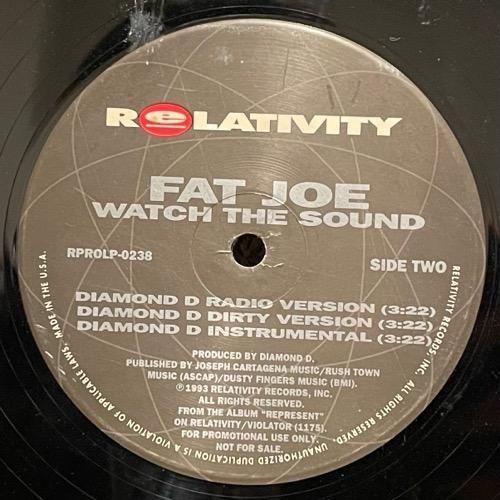 ReLATIVITY
FAT JOE
WATCH THE SOUND
RPROLP-0238
SIDE TWO
DIAMOND D RADIO VERSION (3:22)
DIAMOND D DIRTY VERSION (3:22)
DIAMOND D INSTRUMENTAL (3:22)
PRODUCED BY DIAMOND D.
PUBLISHED BY JOSEPH CARTAGENA MUSIC/RUSH TOWN
MUSIC (ASCAP)/DUSTY FINGERS MUSIC (BMI).
℗1993 RELATIVITY RECORDS, INC.
ALL RIGHTS RESERVED.
FROM THE ALBUM "REPRESENT"
ON RELATIVITY/VIOLATOR (1175).
FOR PROMOTIONAL USE ONLY.
NOT FOR SALE.
RELATIVITY RECORDS, INC. ALL RIGHTS RESERVED. UNAUTHORIZED DUPLICATION IS A VIOLATION OF APPLICABLE LAWS. MADE IN THE U.S.A.